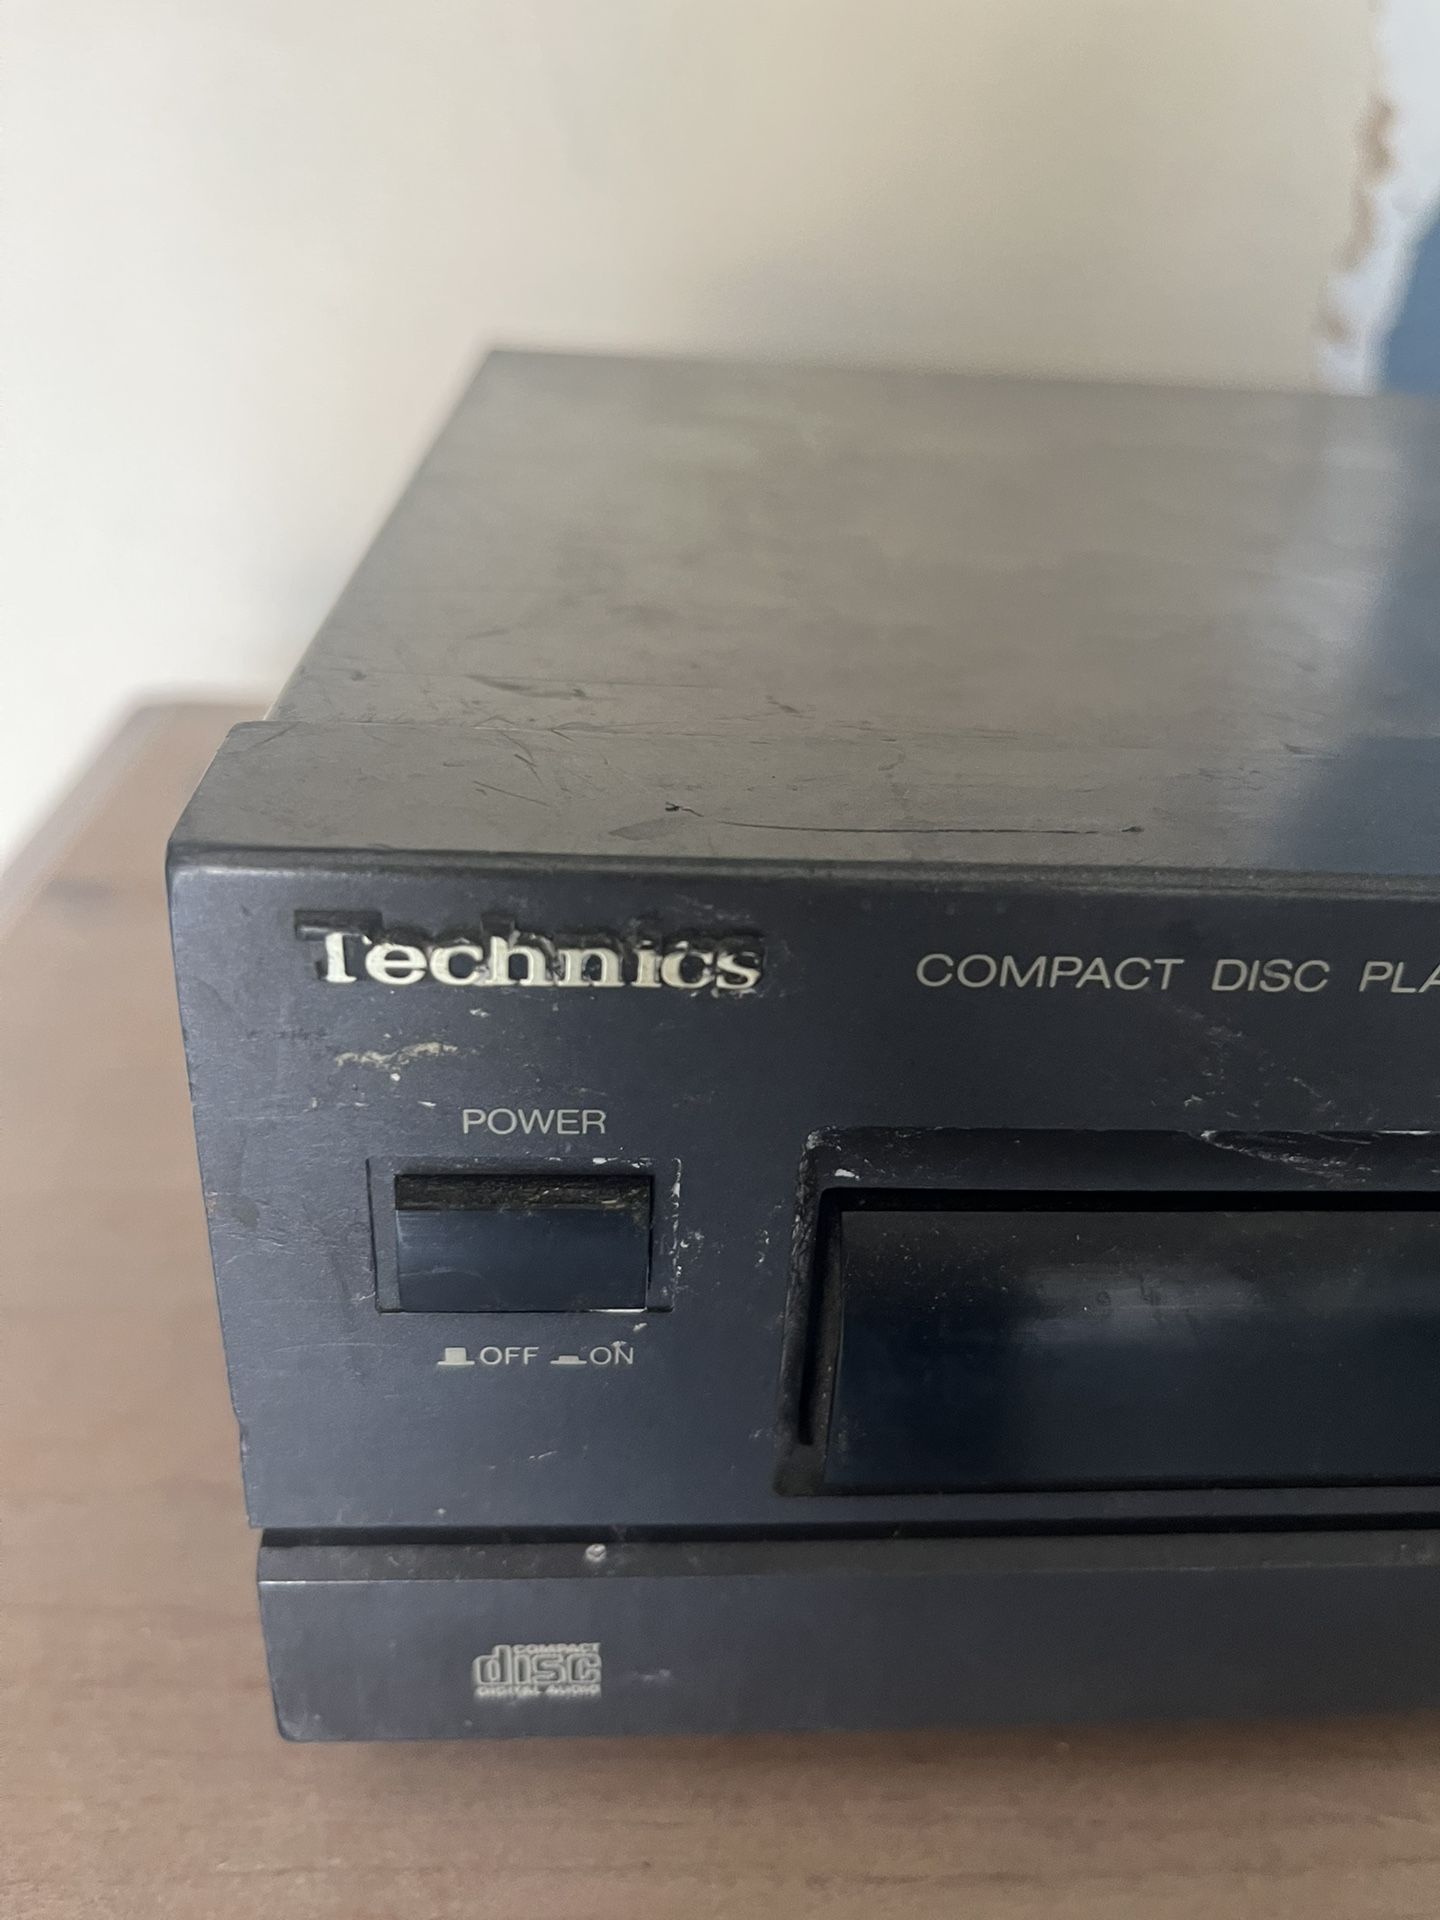 Technics
COMPACT DISC PLA
POWER
OFF ON
COMPACT
disc
DIGITAL AUDIO